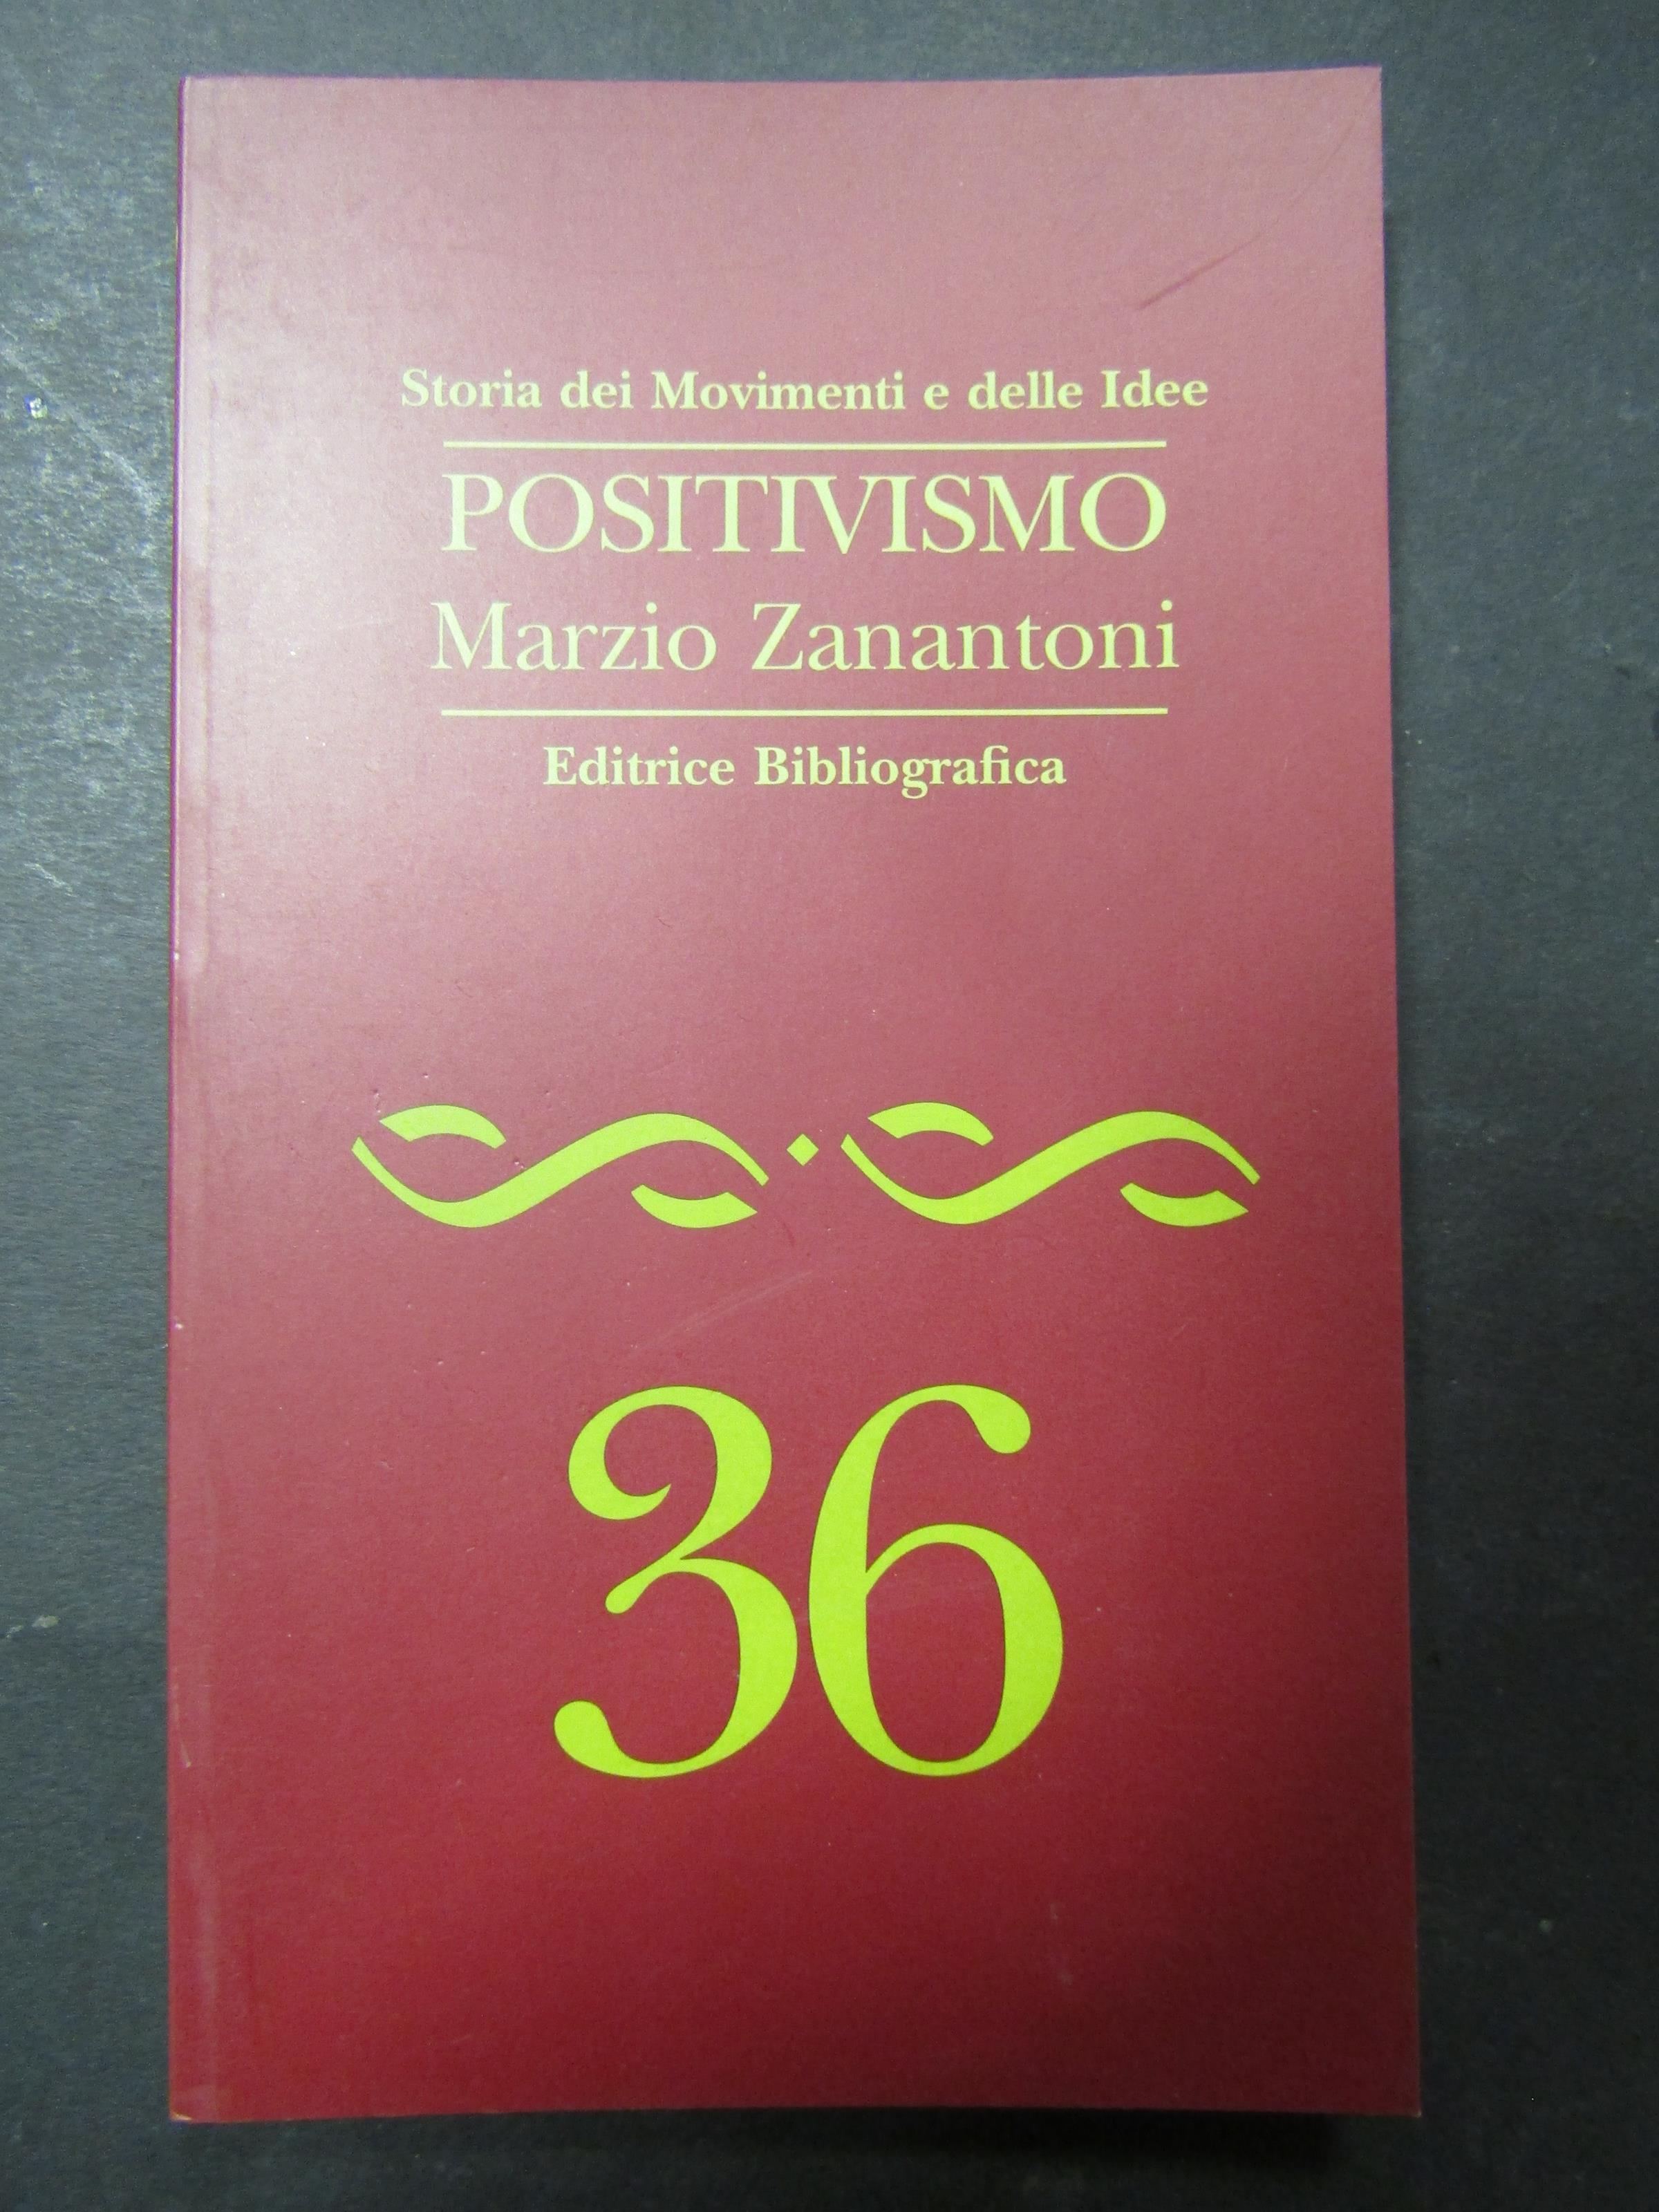 Storia dei Movimenti e delle Idee
POSITIVISMO
Marzio Zanantoni
Editrice Bibliografica
36